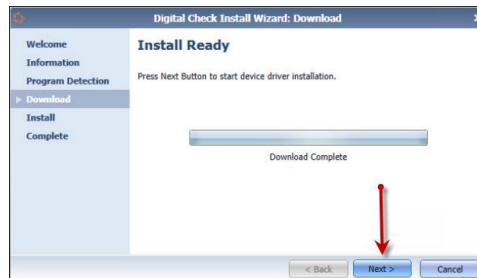 Digital Check Install Wizard: Download
Welcome
Information
Program Detection
Download
Install
Complete
Install Ready
Press Next Button to start device driver installation.
Download Complete
< Back
Next >
Cancel